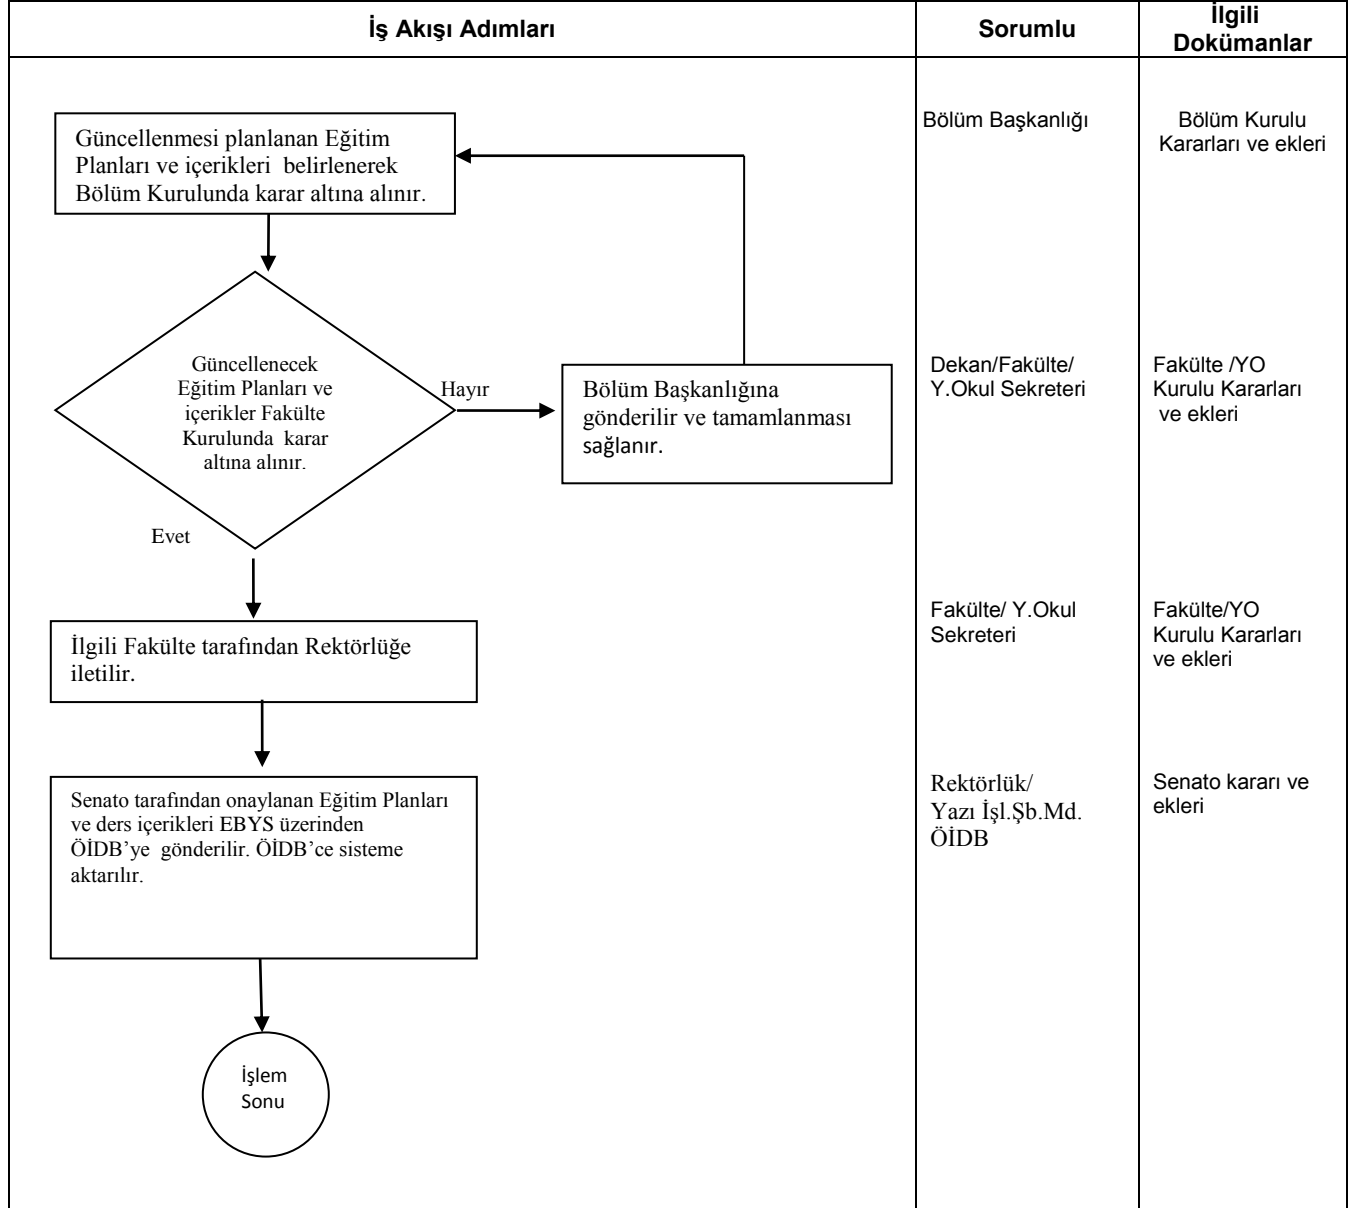 İş Akışı Adımları
Sorumlu
İlgili
Dokümanlar
Güncellenmesi planlanan Eğitim
Planları ve içerikleri belirlenerek
Bölüm Kurulunda karar altına alınır.
Bölüm Başkanlığı
Bölüm Kurulu
Kararları ve ekleri
Güncellenecek
Eğitim Planları ve
içerikler Fakülte
Kurulunda karar
altına alınır.
Hayır
Bölüm Başkanlığına
gönderilir ve tamamlanması
sağlanır.
Dekan/Fakülte/
Y.Okul Sekreteri
Fakülte /YO
Kurulu Kararları
ve ekleri
Evet
İlgili Fakülte tarafından Rektörlüğe
iletilir.
Fakülte/ Y.Okul
Sekreteri
Fakülte/YO
Kurulu Kararları
ve ekleri
Senato tarafından onaylanan Eğitim Planları
ve ders içerikleri EBYS üzerinden
ÖİDB’ye gönderilir. ÖİDB’ce sisteme
aktarılır.
Rektörlük/
Yazı İşl.Şb.Md.
ÖİDB
Senato kararı ve
ekleri
İşlem
Sonu